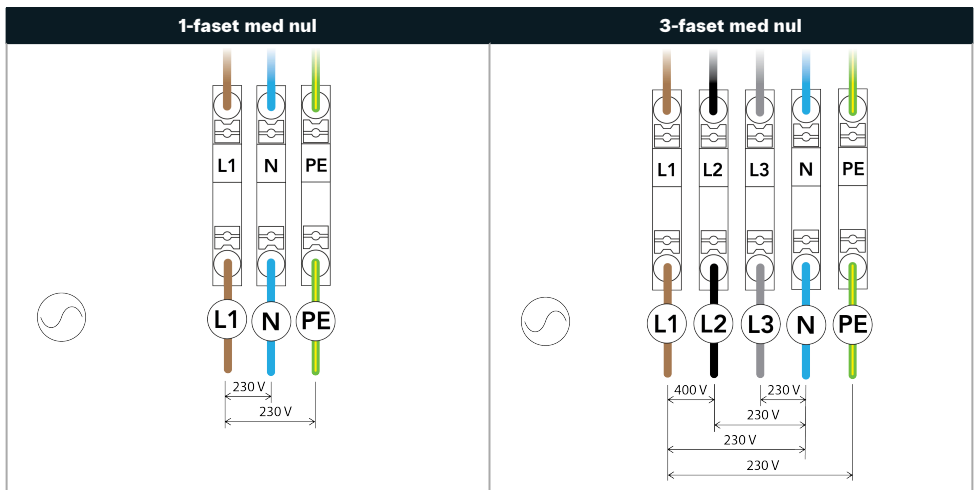 1-faset med nul
L1 N PE
L1 N PE
230 V
230 V
3-faset med nul
L1 L2 L3 N PE
L1 L2 L3 N PE
400 V 230 V
230 V
230 V
230 V